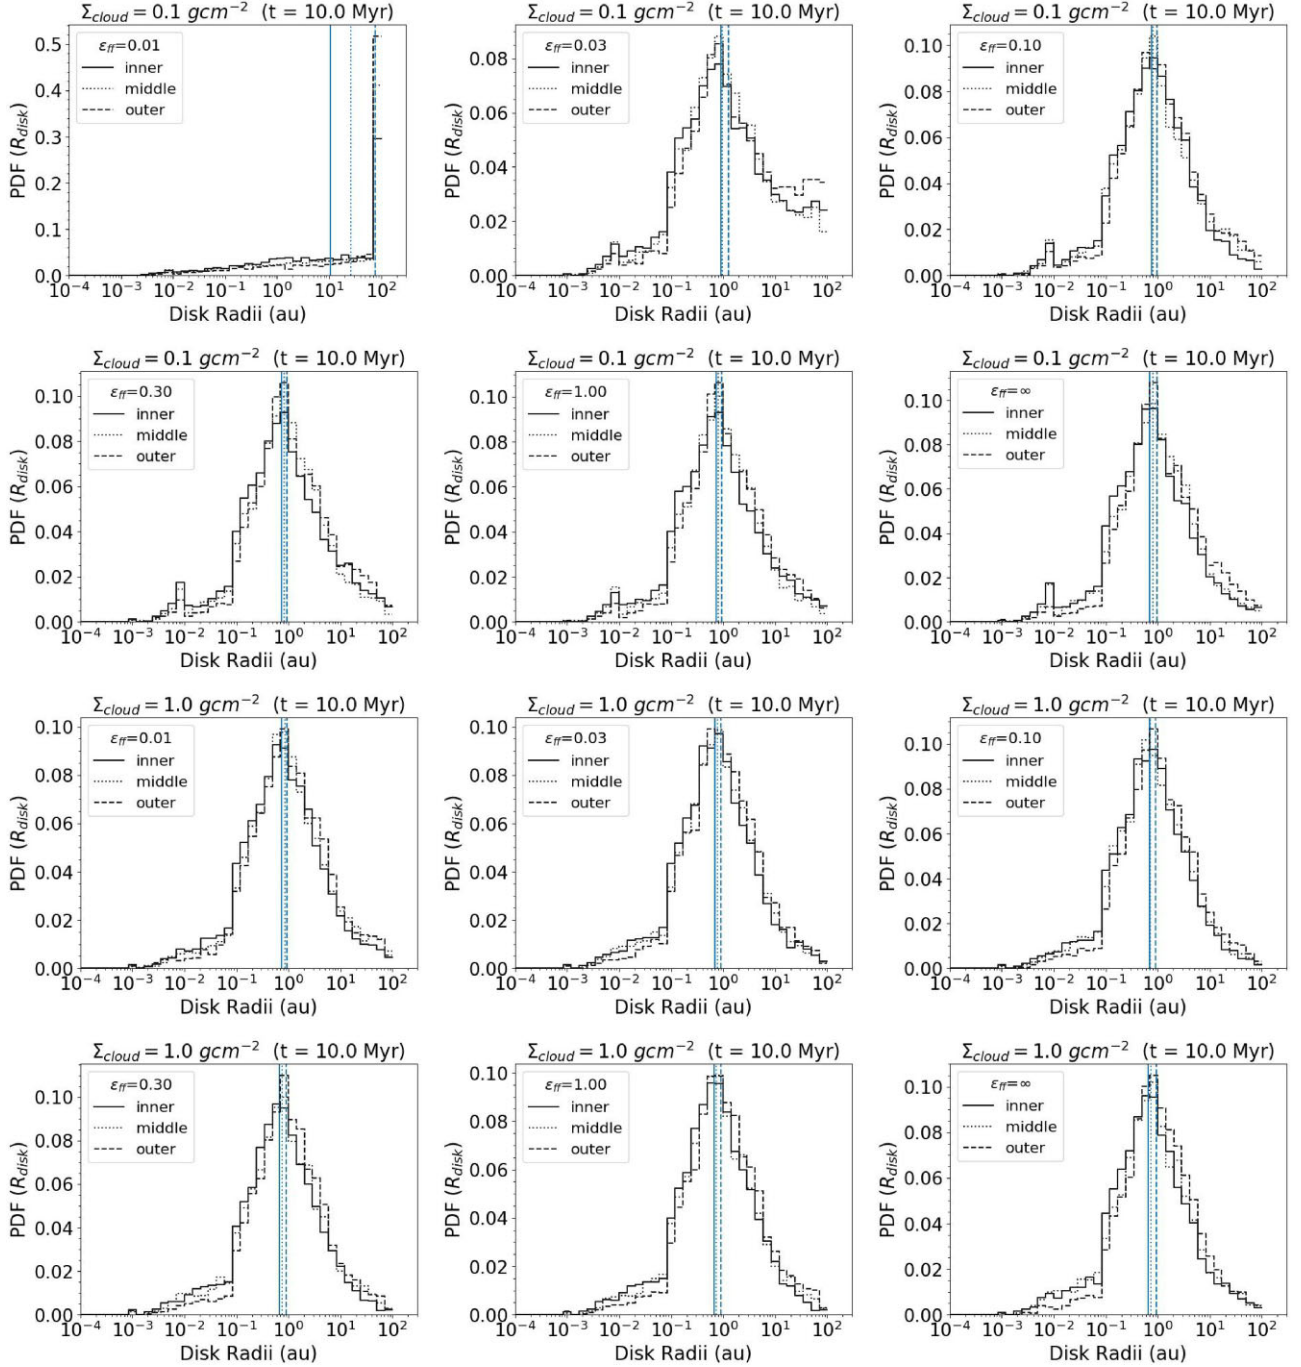 Σcloud = 0.1 gcm⁻² (t = 10.0 Myr)
εff=0.01
inner
middle
outer
PDF (Rdisk)
0.5
0.4
0.3
0.2
0.1
0.0
10⁻⁴ 10⁻³ 10⁻² 10⁻¹ 10⁰ 10¹ 10²
Disk Radii (au)
Σcloud = 0.1 gcm⁻² (t = 10.0 Myr)
εff=0.03
inner
middle
outer
PDF (Rdisk)
0.08
0.06
0.04
0.02
0.00
10⁻⁴ 10⁻³ 10⁻² 10⁻¹ 10⁰ 10¹ 10²
Disk Radii (au)
Σcloud = 0.1 gcm⁻² (t = 10.0 Myr)
εff=0.10
inner
middle
outer
PDF (Rdisk)
0.10
0.08
0.06
0.04
0.02
0.00
10⁻⁴ 10⁻³ 10⁻² 10⁻¹ 10⁰ 10¹ 10²
Disk Radii (au)
Σcloud = 0.1 gcm⁻² (t = 10.0 Myr)
εff=0.30
inner
middle
outer
PDF (Rdisk)
0.10
0.08
0.06
0.04
0.02
0.00
10⁻⁴ 10⁻³ 10⁻² 10⁻¹ 10⁰ 10¹ 10²
Disk Radii (au)
Σcloud = 0.1 gcm⁻² (t = 10.0 Myr)
εff=1.00
inner
middle
outer
PDF (Rdisk)
0.10
0.08
0.06
0.04
0.02
0.00
10⁻⁴ 10⁻³ 10⁻² 10⁻¹ 10⁰ 10¹ 10²
Disk Radii (au)
Σcloud = 0.1 gcm⁻² (t = 10.0 Myr)
εff=∞
inner
middle
outer
PDF (Rdisk)
0.10
0.08
0.06
0.04
0.02
0.00
10⁻⁴ 10⁻³ 10⁻² 10⁻¹ 10⁰ 10¹ 10²
Disk Radii (au)
Σcloud = 1.0 gcm⁻² (t = 10.0 Myr)
εff=0.01
inner
middle
outer
PDF (Rdisk)
0.10
0.08
0.06
0.04
0.02
0.00
10⁻⁴ 10⁻³ 10⁻² 10⁻¹ 10⁰ 10¹ 10²
Disk Radii (au)
Σcloud = 1.0 gcm⁻² (t = 10.0 Myr)
εff=0.03
inner
middle
outer
PDF (Rdisk)
0.10
0.08
0.06
0.04
0.02
0.00
10⁻⁴ 10⁻³ 10⁻² 10⁻¹ 10⁰ 10¹ 10²
Disk Radii (au)
Σcloud = 1.0 gcm⁻² (t = 10.0 Myr)
εff=0.10
inner
middle
outer
PDF (Rdisk)
0.10
0.08
0.06
0.04
0.02
0.00
10⁻⁴ 10⁻³ 10⁻² 10⁻¹ 10⁰ 10¹ 10²
Disk Radii (au)
Σcloud = 1.0 gcm⁻² (t = 10.0 Myr)
εff=0.30
inner
middle
outer
PDF (Rdisk)
0.10
0.08
0.06
0.04
0.02
0.00
10⁻⁴ 10⁻³ 10⁻² 10⁻¹ 10⁰ 10¹ 10²
Disk Radii (au)
Σcloud = 1.0 gcm⁻² (t = 10.0 Myr)
εff=1.00
inner
middle
outer
PDF (Rdisk)
0.10
0.08
0.06
0.04
0.02
0.00
10⁻⁴ 10⁻³ 10⁻² 10⁻¹ 10⁰ 10¹ 10²
Disk Radii (au)
Σcloud = 1.0 gcm⁻² (t = 10.0 Myr)
εff=∞
inner
middle
outer
PDF (Rdisk)
0.10
0.08
0.06
0.04
0.02
0.00
10⁻⁴ 10⁻³ 10⁻² 10⁻¹ 10⁰ 10¹ 10²
Disk Radii (au)